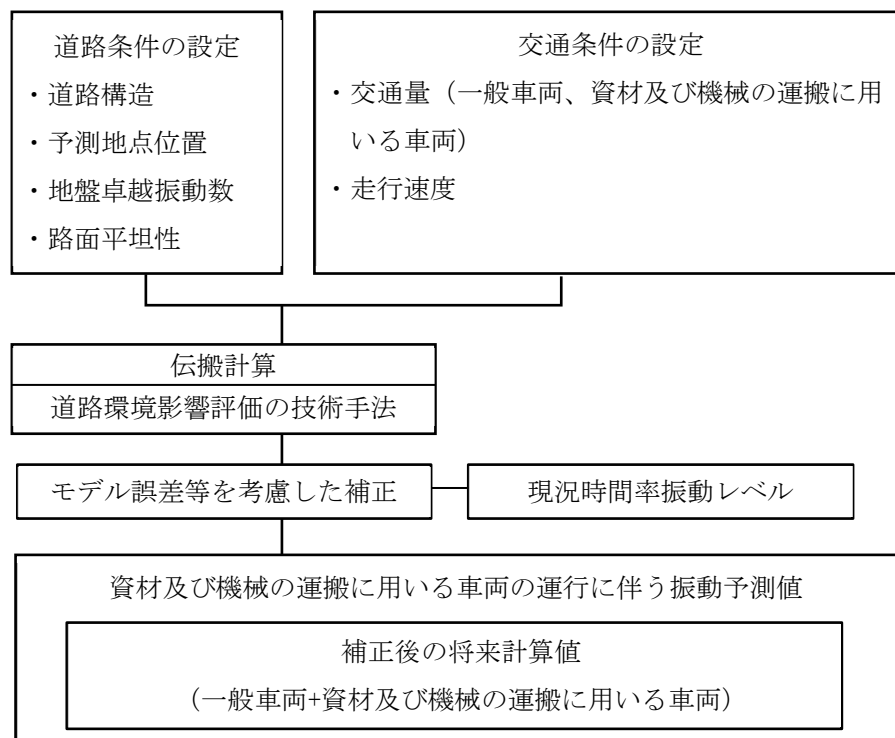 道路条件の設定
・道路構造
・予測地点位置
・地盤卓越振動数
・路面平坦性
交通条件の設定
・交通量（一般車両、資材及び機械の運搬に用
いる車両）
・走行速度
伝搬計算
道路環境影響評価の技術手法
モデル誤差等を考慮した補正
現況時間率振動レベル
資材及び機械の運搬に用いる車両の運行に伴う振動予測値
補正後の将来計算値
（一般車両+資材及び機械の運搬に用いる車両）